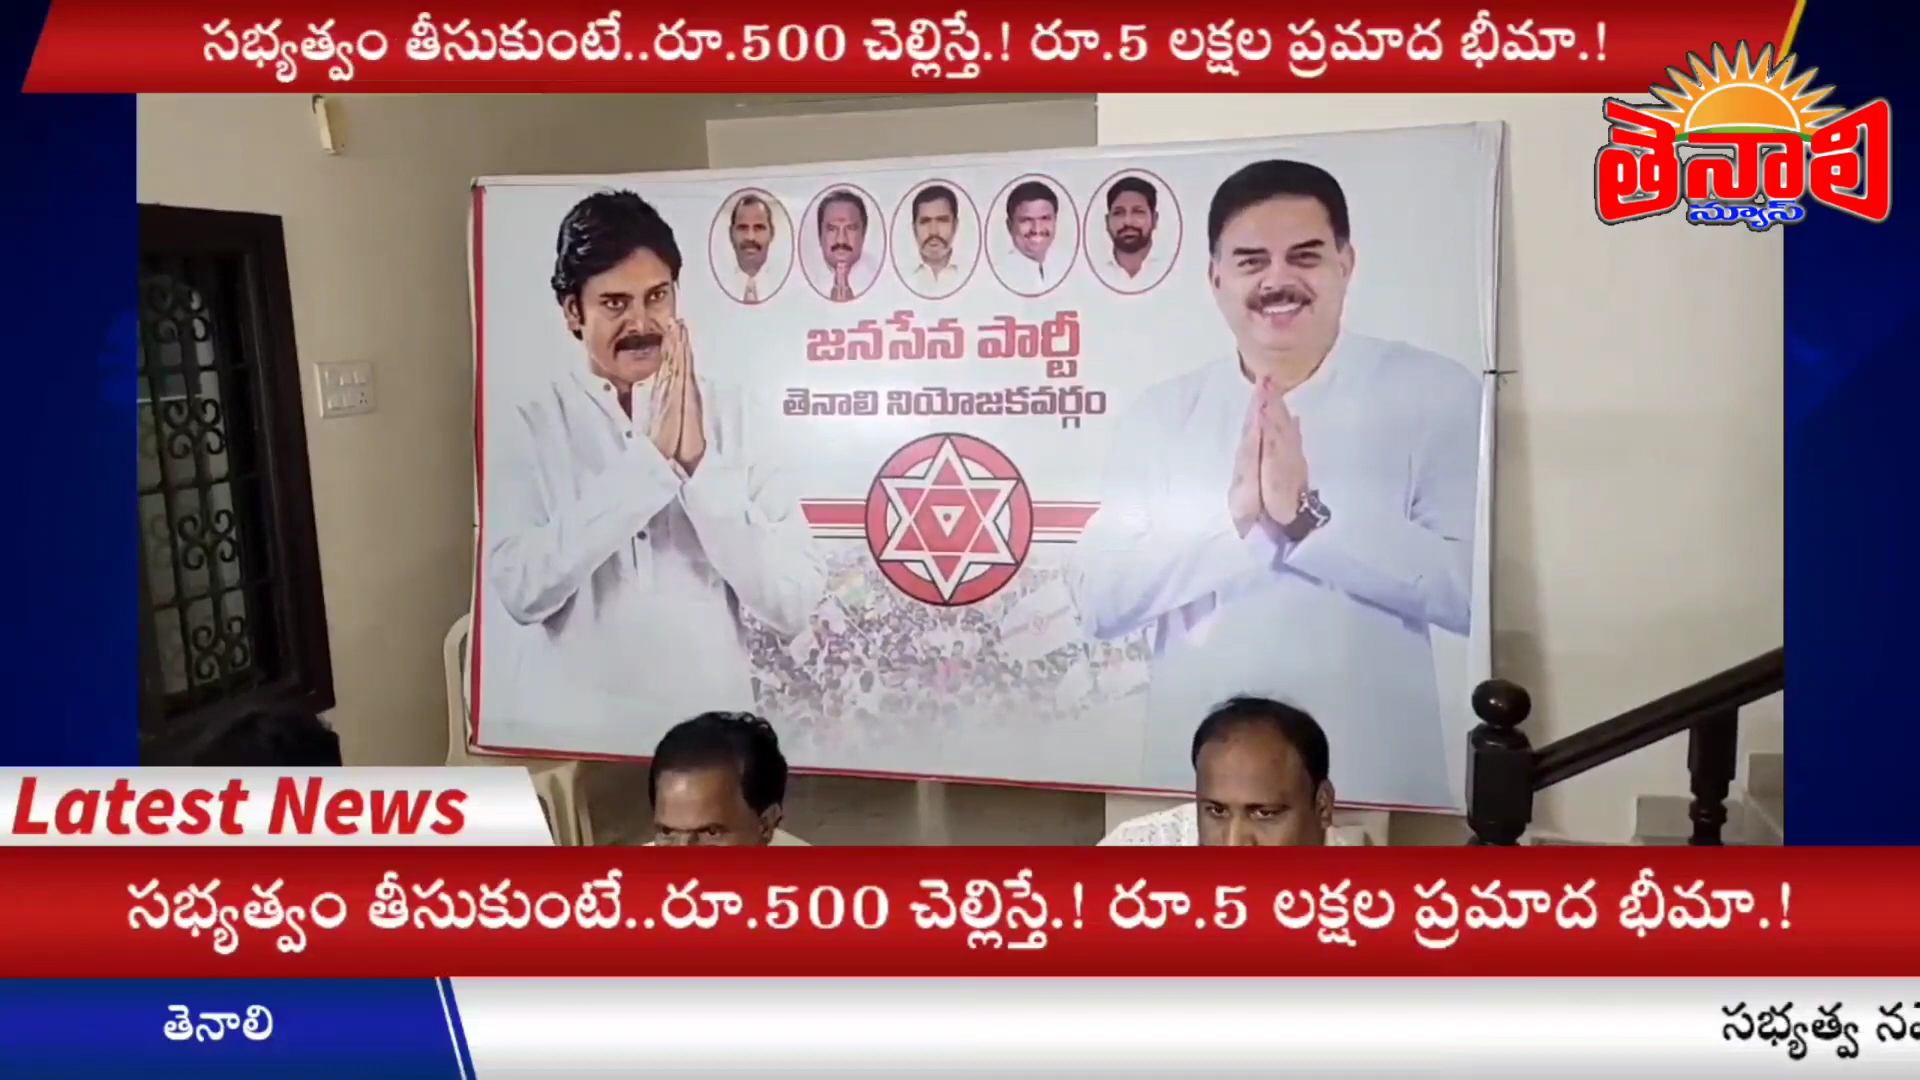 సభ్యత్వం తీసుకుంటే..రూ.500 చెల్లిస్తే.! రూ.5 లక్షల ప్రమాద భీమా.!
తెనాలి
న్యూస్
జనసేన పార్టీ
తెనాలి నియోజకవర్గం
Latest News
సభ్యత్వం తీసుకుంటే..రూ.500 చెల్లిస్తే.! రూ.5 లక్షల ప్రమాద భీమా.!
తెనాలి
సభ్యత్వ